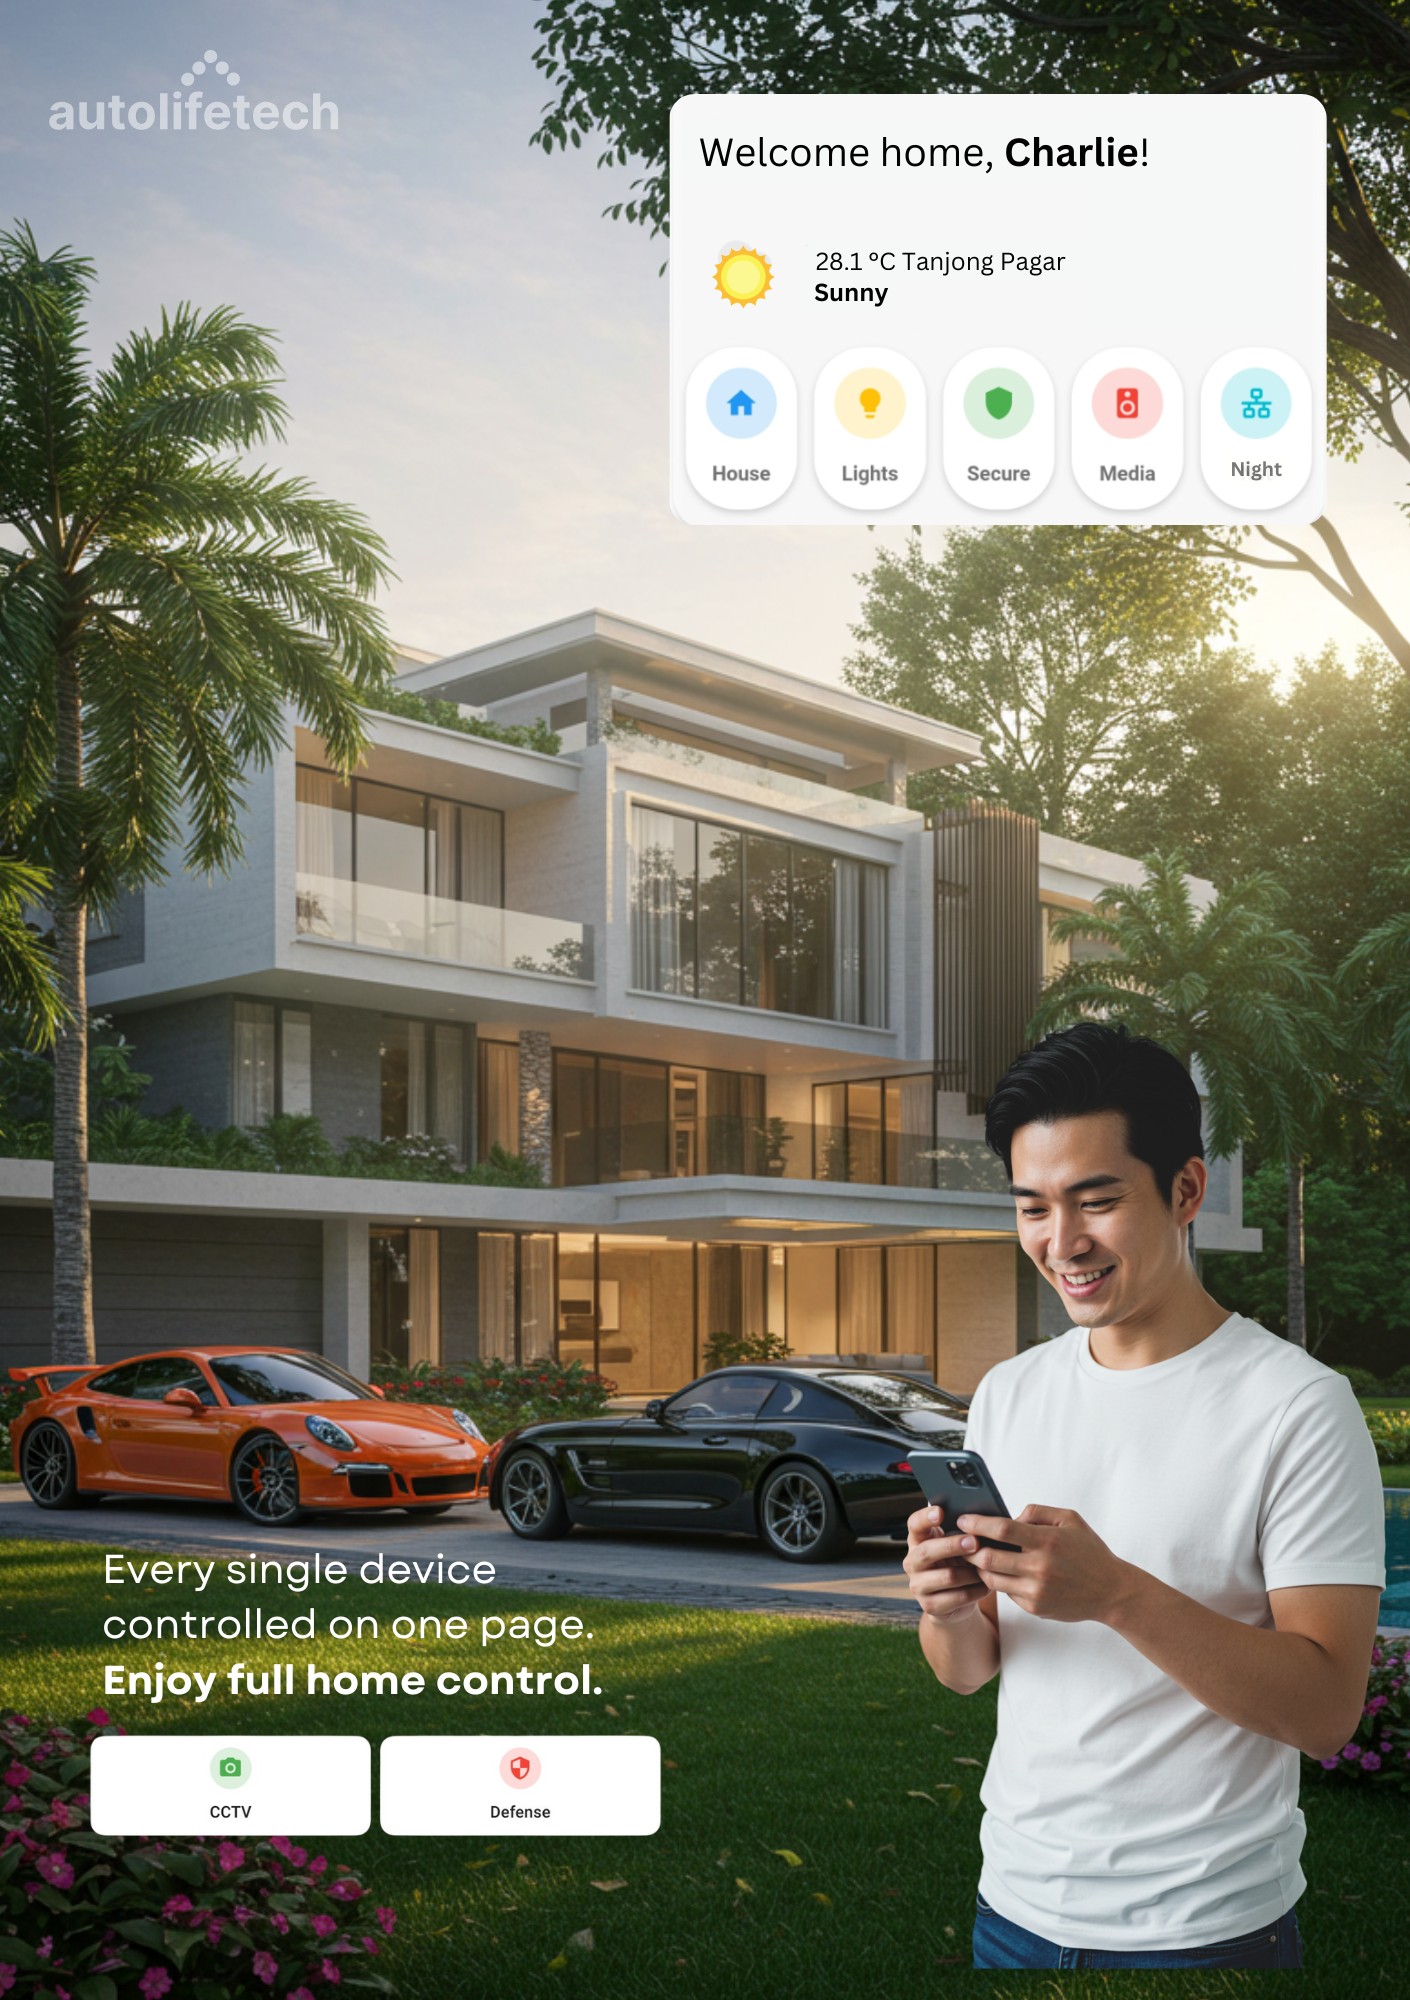 autolifetech
Welcome home, Charlie!
28.1 °C Tanjong Pagar
Sunny
House
Lights
Secure
Media
Night
Every single device
controlled on one page.
Enjoy full home control.
CCTV
Defense